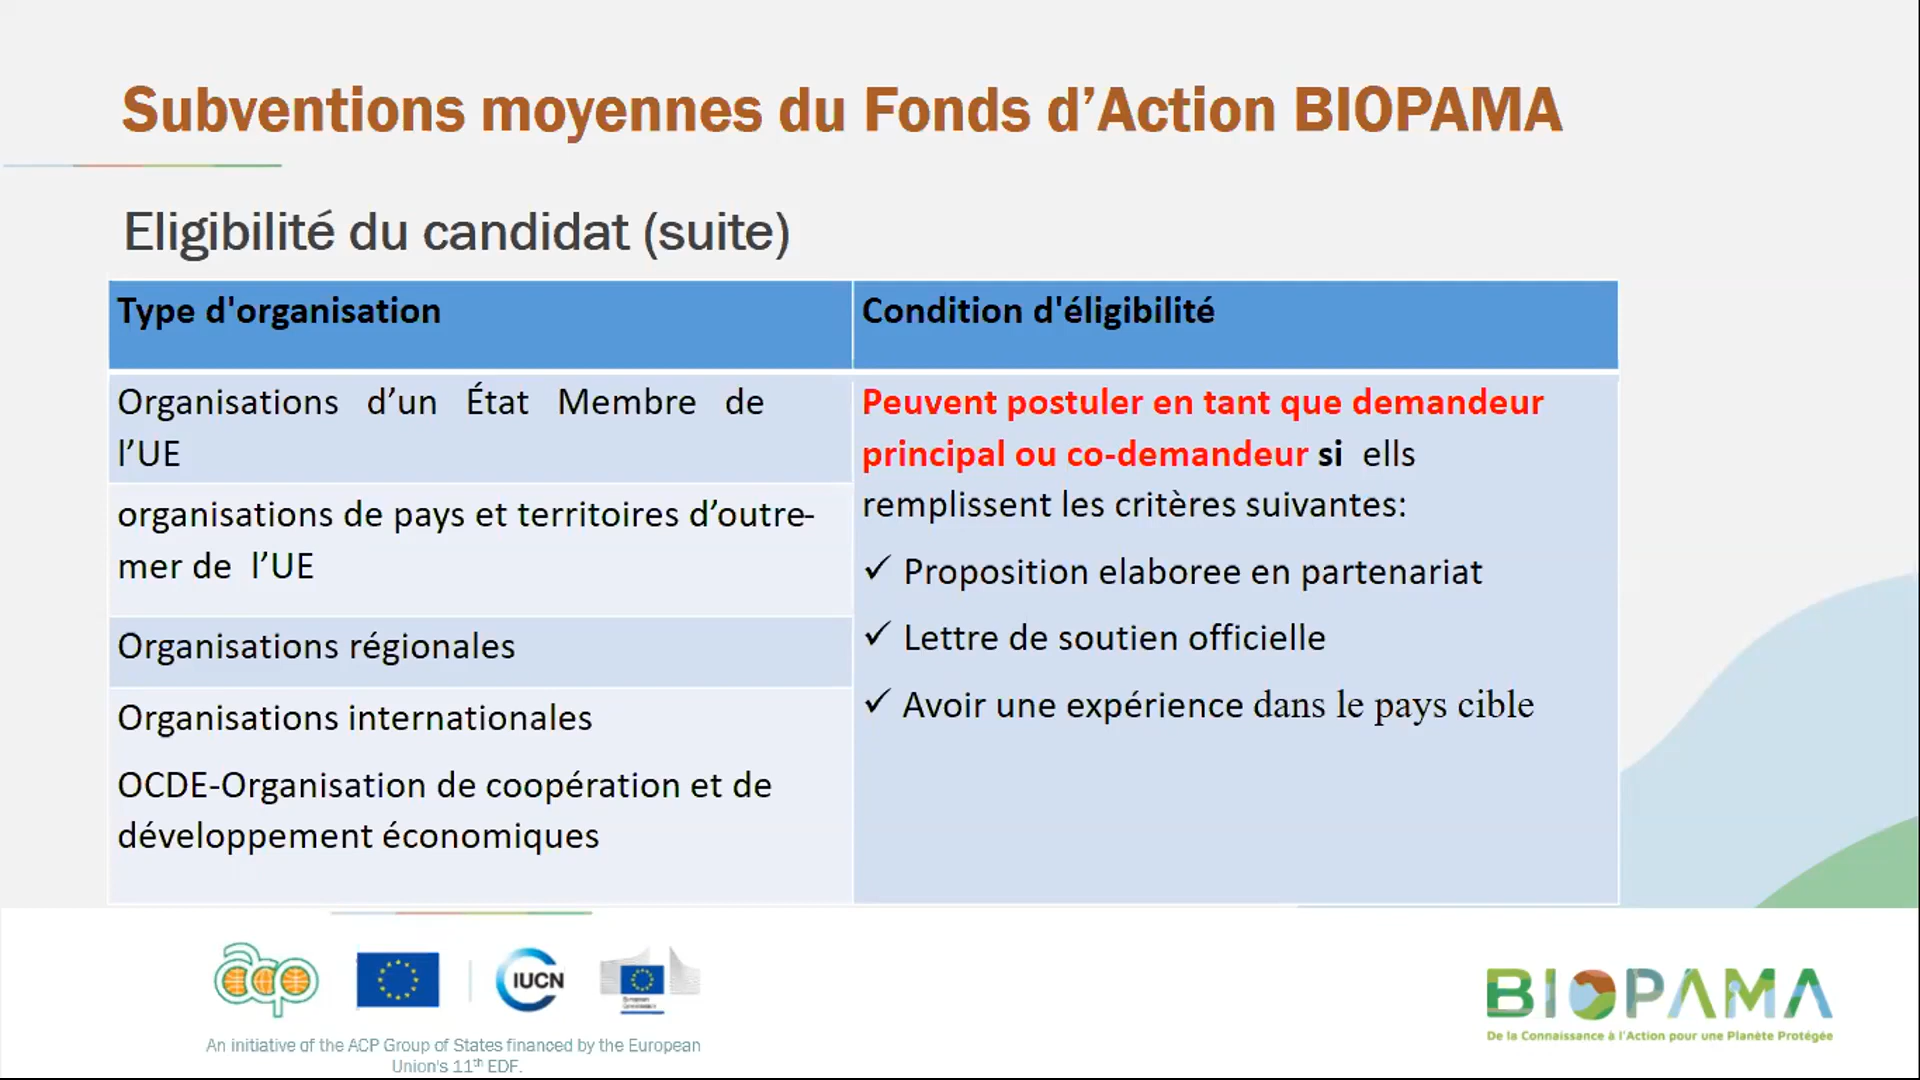 Subventions moyennes du Fonds d’Action BIOPAMA
Eligibilité du candidat (suite)
Type d'organisation
Condition d'éligibilité
Organisations d’un État Membre de
l’UE
organisations de pays et territoires d’outre-
mer de l’UE
Organisations régionales
Organisations internationales
OCDE-Organisation de coopération et de
développement économiques
Peuvent postuler en tant que demandeur
principal ou co-demandeur si ells
remplissent les critères suivantes:
✓ Proposition elaboree en partenariat
✓ Lettre de soutien officielle
✓ Avoir une expérience dans le pays cible
acp
IUCN
European
Commission
An initiative of the ACP Group of States financed by the European
Union's 11th EDF.
BIOPAMA
De la Connaissance à l'Action pour une Planète Protégée